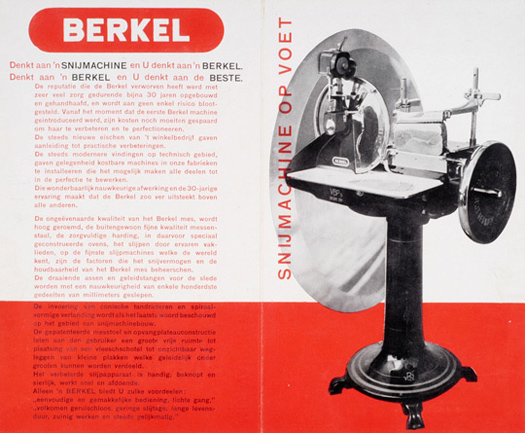 BERKEL
Denkt aan 'n SNIJMACHINE en U denkt aan 'n BERKEL.
Denkt aan 'n BERKEL en U denkt aan de BESTE.
De reputatie die de Berkel verworven heeft werd met
zeer veel zorg gedurende bijna 30 jaren opgebouwd
en gehandhaafd, en wordt aan geen enkel risico bloot-
gesteld. Vanaf het moment dat de eerste Berkel machine
geintroduceerd werd, zijn kosten noch moeiten gespaard
om haar te verbeteren en te perfectioneeren.
De steeds nieuwe eischen van 't winkelbedrijf gaven
aanleiding tot practische verbeteringen.
De steeds modernere vindingen op technisch gebied,
gaven gelegenheid kostbare machines in onze fabrieken
te installeeren die het mogelijk maken alle deelen tot
in de perfectie te bewerken.
Die wonderbaarlijk nauwkeurige afwerking en de 30-jarige
ervaring maakt dat de Berkel zoo ver uitsteekt boven
alle anderen.
De ongeëvenaarde kwaliteit van het Berkel mes, wordt
hoog geroemd, de buitengewoon fijne kwaliteit messen-
staal, de zorgvuldige harding, in daarvoor speciaal
geconstrueerde ovens, het slijpen door ervaren vak-
lieden, op de fijnste slijpmachines welke de wereld
kent, zijn de factoren die het snijvermogen en de
houdbaarheid van het Berkel mes beheerschen.
De draaiende assen en geleidstangen voor de slede
worden met een nauwkeurigheid van enkele honderdste
gedeelten van millimeters geslepen.
De invoering van conische tandwielen en spiraal-
vormige vertanding wordt als het laatste woord beschouwd
op het gebied van snijmachinebouw.
De gepatenteerde messtel en opvangplateauconstructie
laten aan den gebruiker een groote vrije ruimte tot
plaatsing van een vleeschschotel tot onzichtbaar weg-
leggen van kleine plakken welke geleidelijk onder
grooten kunnen worden verdeeld.
Het verbeterde slijpapparaat is handig, beknopt en
sierlijk, werkt snel en afdoende.
Alleen 'n BERKEL biedt U zulke voordeelen:
„eenvoudige en gemakkelijke bediening, lichte gang,"
„volkomen geruischloos, geringe slijtage, lange levens-
duur, zuinig werken en steeds gelijkmatig."
SNIJMACHINE OP VOET
BERKEL